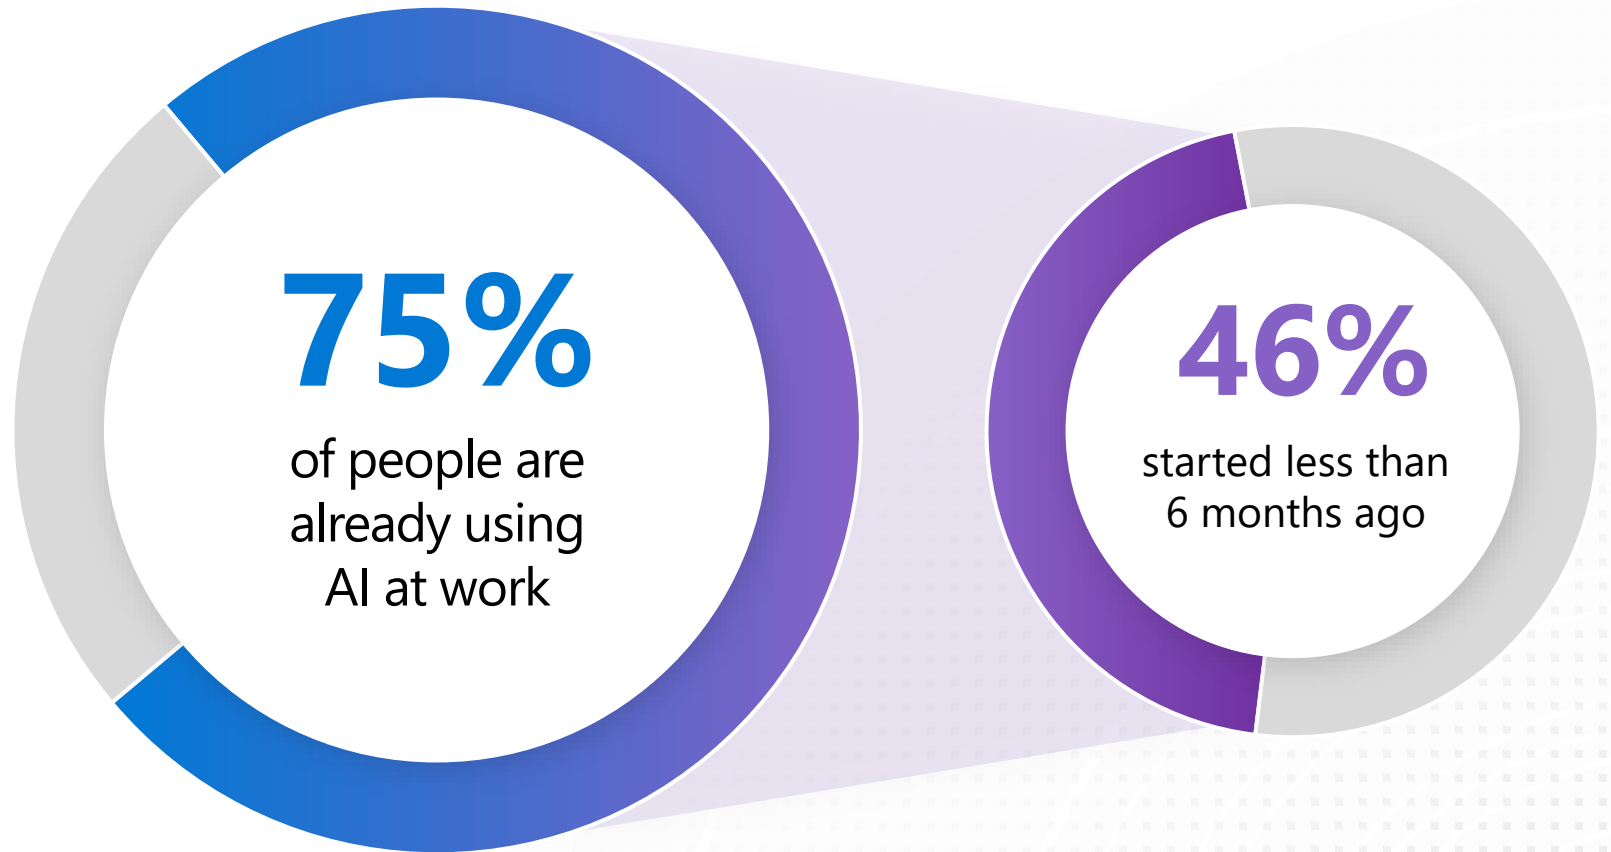 75%
of people are
already using
AI at work
46%
started less than
6 months ago